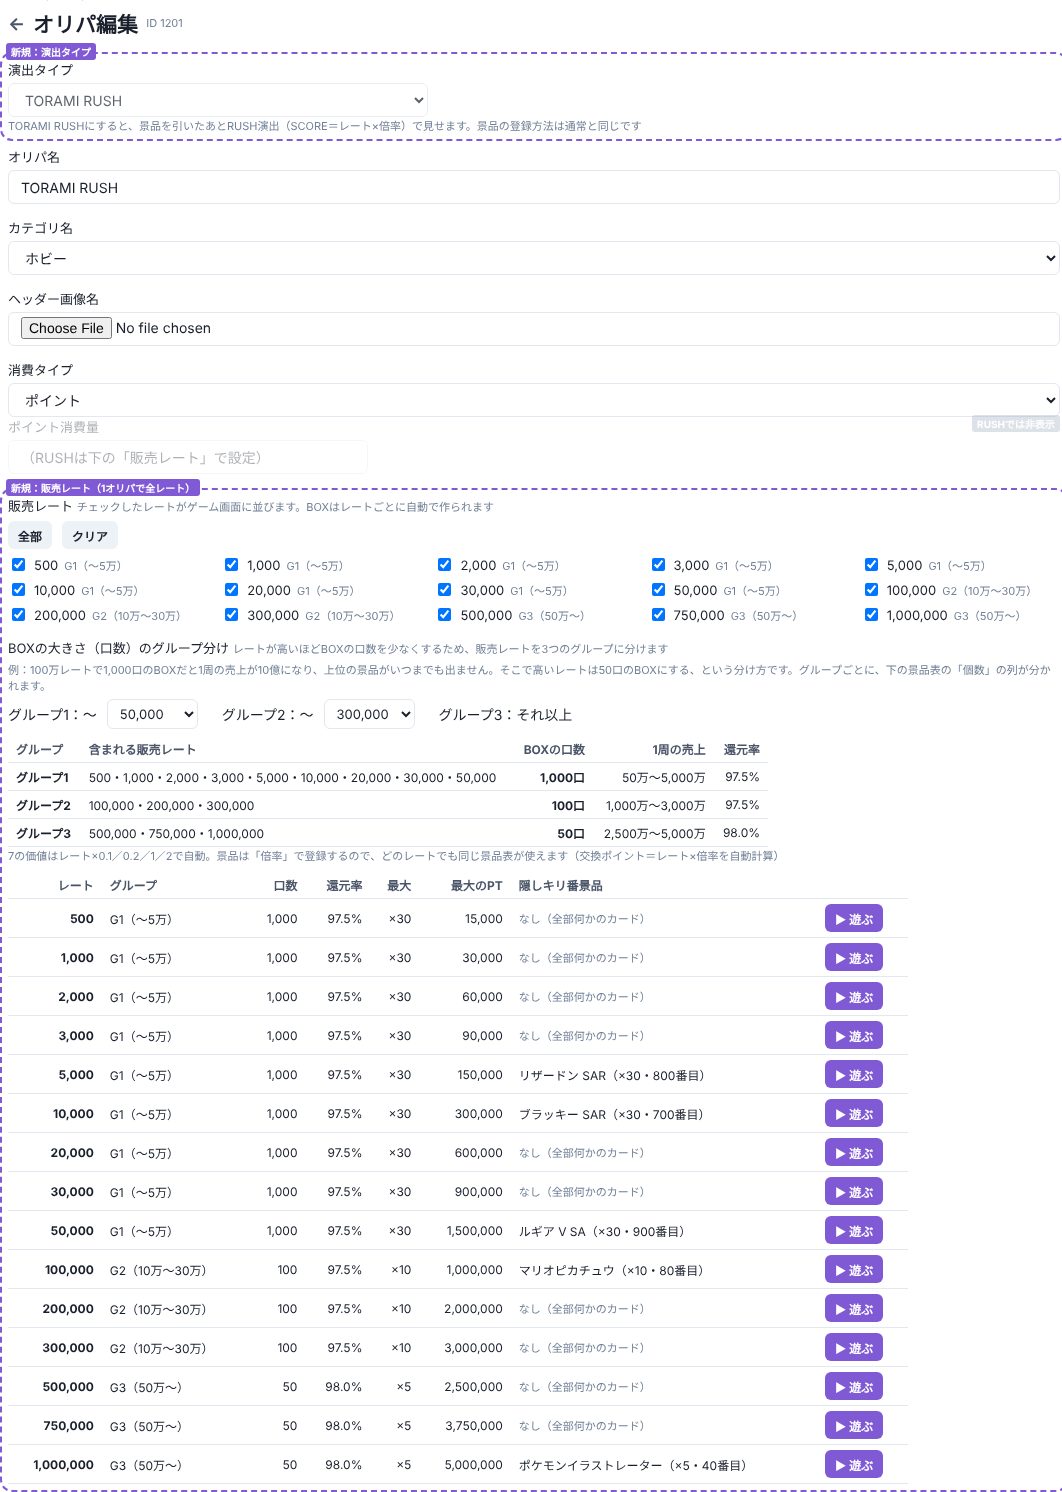 ← オリパ編集 ID 1201
新規：演出タイプ
演出タイプ
TORAMI RUSH
TORAMI RUSHにすると、景品を引いたあとRUSH演出（SCORE＝レート×倍率）で見せます。景品の登録方法は通常と同じです
オリパ名
TORAMI RUSH
カテゴリ名
ホビー
ヘッダー画像名
Choose File No file chosen
消費タイプ
ポイント
ポイント消費量 RUSHでは非表示
（RUSHは下の「販売レート」で設定）
新規：販売レート（1オリパで全レート）
販売レート チェックしたレートがゲーム画面に並びます。BOXはレートごとに自動で作られます
全部 クリア
500 G1（〜5万） 1,000 G1（〜5万） 2,000 G1（〜5万） 3,000 G1（〜5万） 5,000 G1（〜5万）
10,000 G1（〜5万） 20,000 G1（〜5万） 30,000 G1（〜5万） 50,000 G1（〜5万） 100,000 G2（10万〜30万）
200,000 G2（10万〜30万） 300,000 G2（10万〜30万） 500,000 G3（50万〜） 750,000 G3（50万〜） 1,000,000 G3（50万〜）
BOXの大きさ（口数）のグループ分け レートが高いほどBOXの口数を少なくするため、販売レートを3つのグループに分けます
例：100万レートで1,000口のBOXだと1周の売上が10億になり、上位の景品がいつまでも出ません。そこで高いレートは50口のBOXにする、という分け方です。グループごとに、下の景品表の「個数」の列が分か
れます。
グループ1：〜 50,000 グループ2：〜 300,000 グループ3：それ以上
グループ 含まれる販売レート BOXの口数 1周の売上 還元率
グループ1 500・1,000・2,000・3,000・5,000・10,000・20,000・30,000・50,000 1,000口 50万〜5,000万 97.5%
グループ2 100,000・200,000・300,000 100口 1,000万〜3,000万 97.5%
グループ3 500,000・750,000・1,000,000 50口 2,500万〜5,000万 98.0%
7の価値はレート×0.1／0.2／1／2で自動。景品は「倍率」で登録するので、どのレートでも同じ景品表が使えます（交換ポイント＝レート×倍率を自動計算）
レート グループ 口数 還元率 最大 最大のPT 隠しキリ番景品
500 G1（〜5万） 1,000 97.5% ×30 15,000 なし（全部何かのカード） ▶ 遊ぶ
1,000 G1（〜5万） 1,000 97.5% ×30 30,000 なし（全部何かのカード） ▶ 遊ぶ
2,000 G1（〜5万） 1,000 97.5% ×30 60,000 なし（全部何かのカード） ▶ 遊ぶ
3,000 G1（〜5万） 1,000 97.5% ×30 90,000 なし（全部何かのカード） ▶ 遊ぶ
5,000 G1（〜5万） 1,000 97.5% ×30 150,000 リザードン SAR（×30・800番目） ▶ 遊ぶ
10,000 G1（〜5万） 1,000 97.5% ×30 300,000 ブラッキー SAR（×30・700番目） ▶ 遊ぶ
20,000 G1（〜5万） 1,000 97.5% ×30 600,000 なし（全部何かのカード） ▶ 遊ぶ
30,000 G1（〜5万） 1,000 97.5% ×30 900,000 なし（全部何かのカード） ▶ 遊ぶ
50,000 G1（〜5万） 1,000 97.5% ×30 1,500,000 ルギア V SA（×30・900番目） ▶ 遊ぶ
100,000 G2（10万〜30万） 100 97.5% ×10 1,000,000 マリオピカチュウ（×10・80番目） ▶ 遊ぶ
200,000 G2（10万〜30万） 100 97.5% ×10 2,000,000 なし（全部何かのカード） ▶ 遊ぶ
300,000 G2（10万〜30万） 100 97.5% ×10 3,000,000 なし（全部何かのカード） ▶ 遊ぶ
500,000 G3（50万〜） 50 98.0% ×5 2,500,000 なし（全部何かのカード） ▶ 遊ぶ
750,000 G3（50万〜） 50 98.0% ×5 3,750,000 なし（全部何かのカード） ▶ 遊ぶ
1,000,000 G3（50万〜） 50 98.0% ×5 5,000,000 ポケモンイラストレーター（×5・40番目） ▶ 遊ぶ